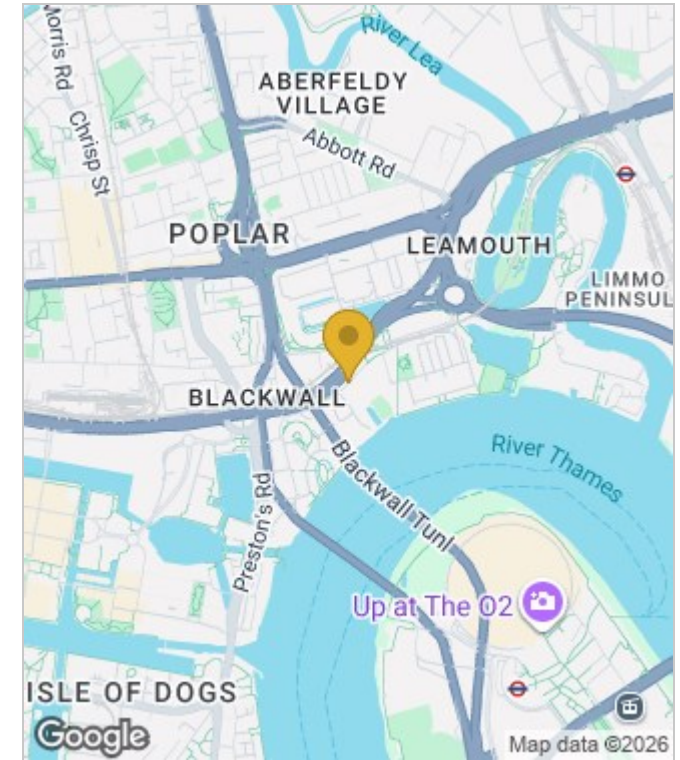 Morris Rd
River Lea
ABERFELDY
VILLAGE
Chrisp St
Abbott Rd
POPLAR
LEAMOUTH
LIMMO
PENINSUL
BLACKWALL
River Thames
Blackwall Tunl
Preston's Rd
Up at The O2
ISLE OF DOGS
Google
Map data ©2026